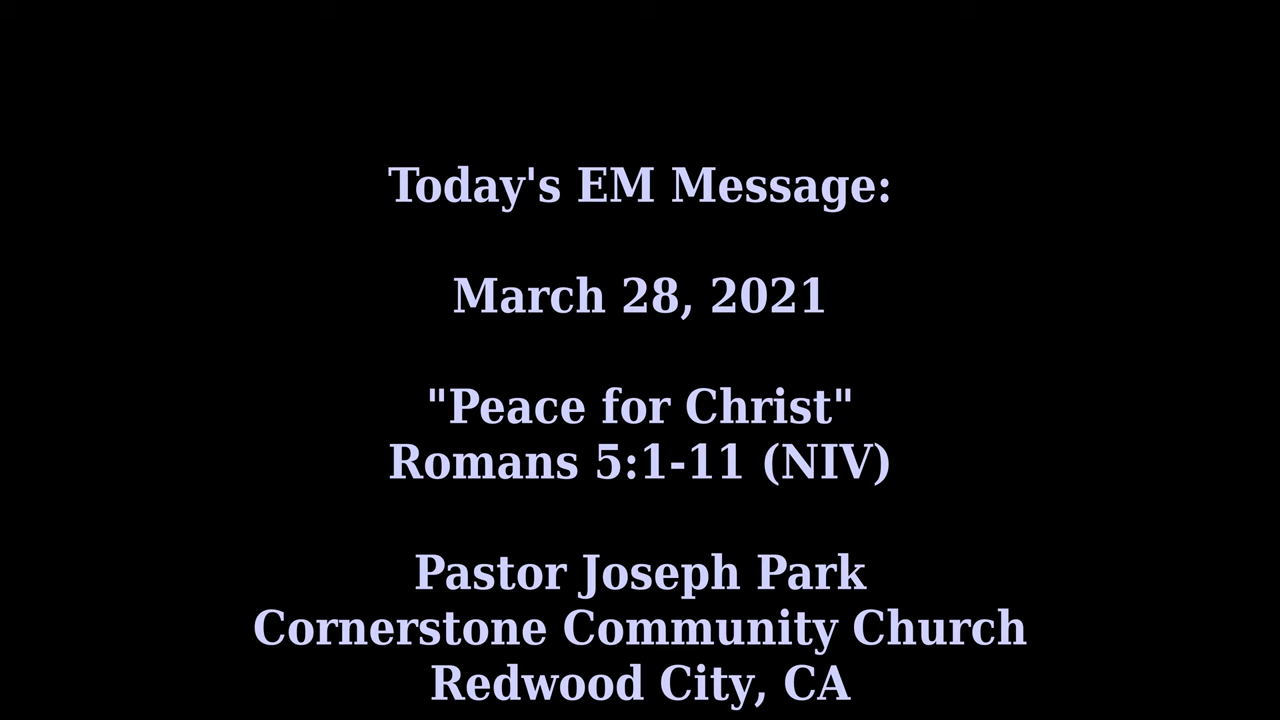 Today's EM Message:
March 28, 2021
"Peace for Christ"
Romans 5:1-11 (NIV)
Pastor Joseph Park
Cornerstone Community Church
Redwood City, CA